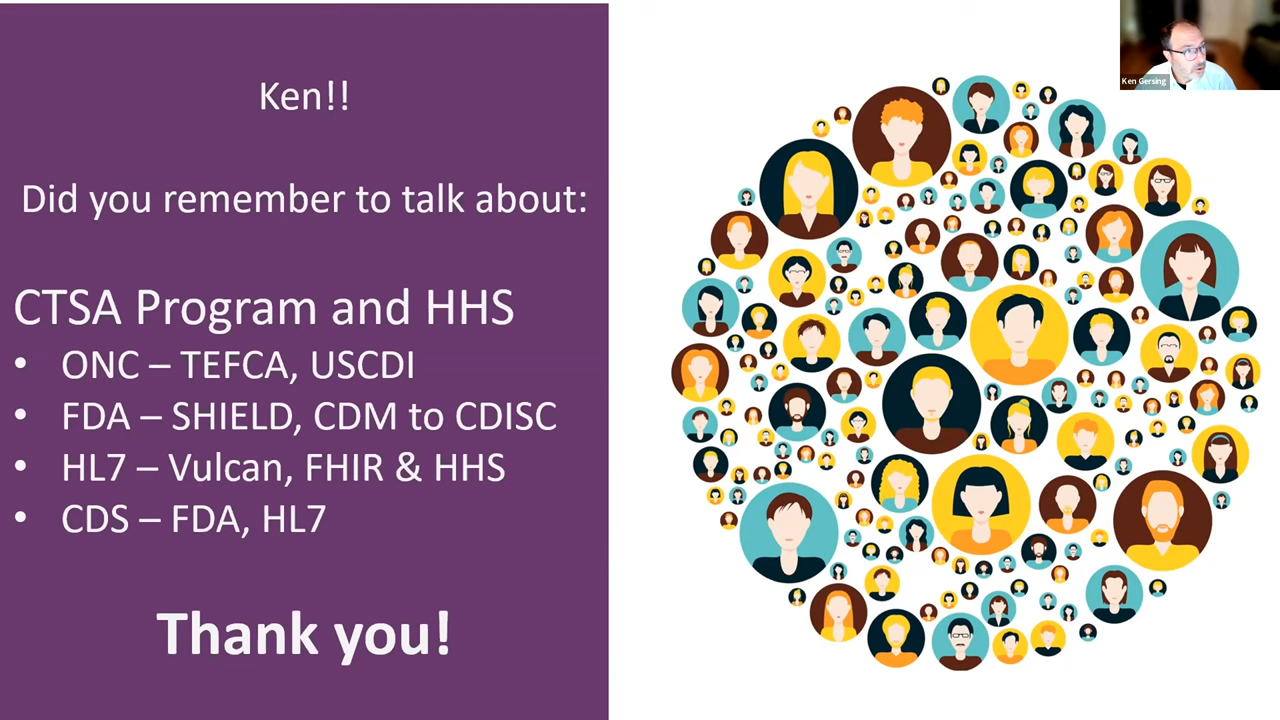 Ken!!
Did you remember to talk about:
CTSA Program and HHS
• ONC – TEFCA, USCDI
• FDA – SHIELD, CDM to CDISC
• HL7 – Vulcan, FHIR & HHS
• CDS – FDA, HL7
Thank you!
Ken Gersing